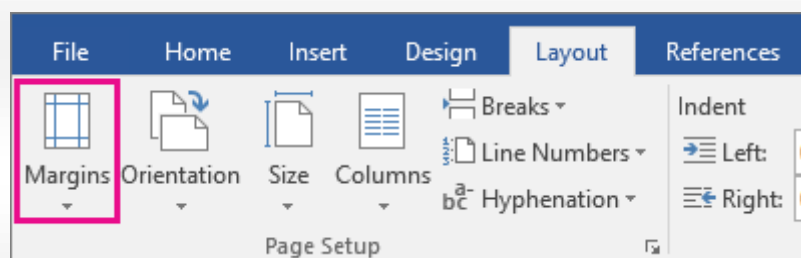 File Home Insert Design Layout References
Margins Orientation Size Columns
Breaks
Line Numbers
Hyphenation
Page Setup
Indent
Left:
Right: